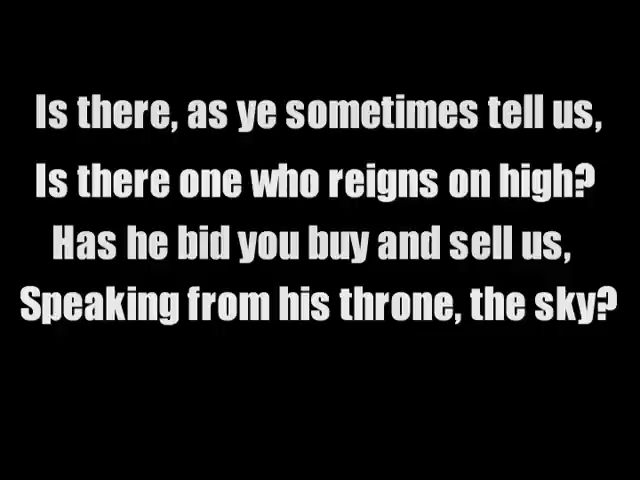 Is there, as ye sometimes tell us,
Is there one who reigns on high?
Has he bid you buy and sell us,
Speaking from his throne, the sky?